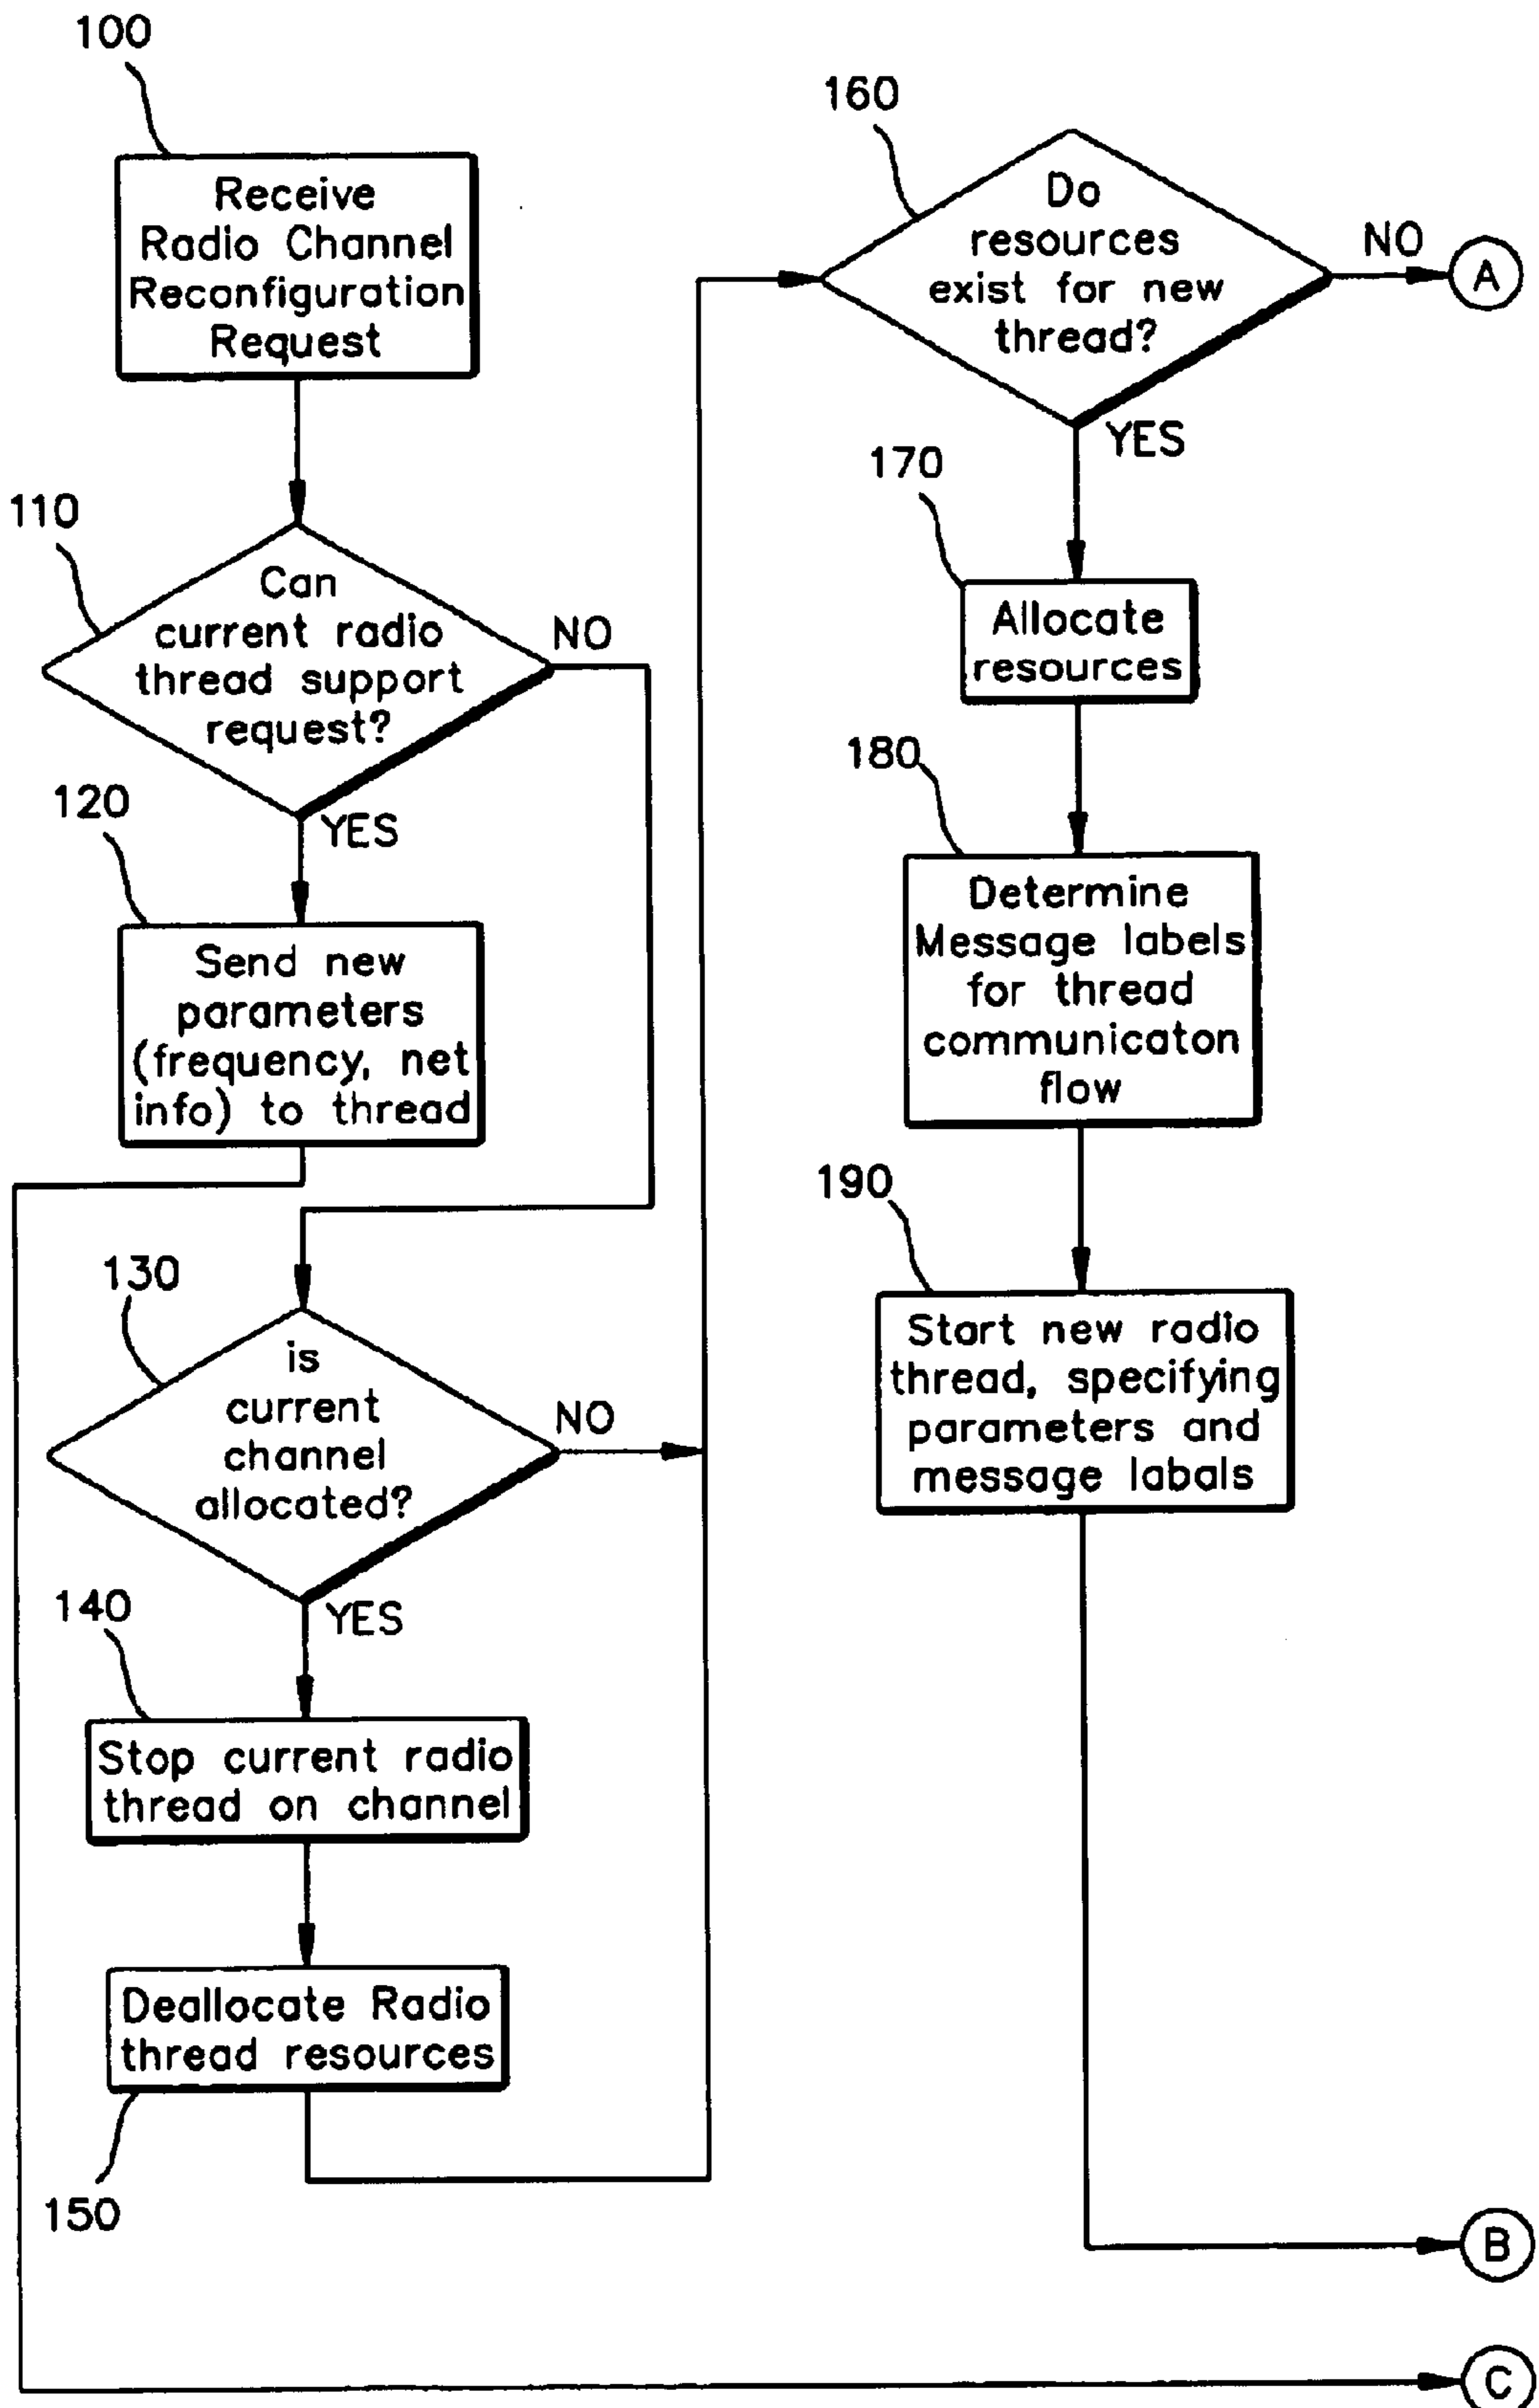 100
Receive
Radio Channel
Reconfiguration
Request
110
Can
current radio
thread support
request?
NO
YES
120
Send new
parameters
(frequency, net
info) to thread
130
is
current
channel
allocated?
NO
YES
140
Stop current radio
thread on channel
Deallocate Radio
thread resources
150
160
Do
resources
exist for new
thread?
NO
A
YES
170
Allocate
resources
180
Determine
Message labels
for thread
communicaton
flow
190
Start new radio
thread, specifying
parameters and
message labals
B
C